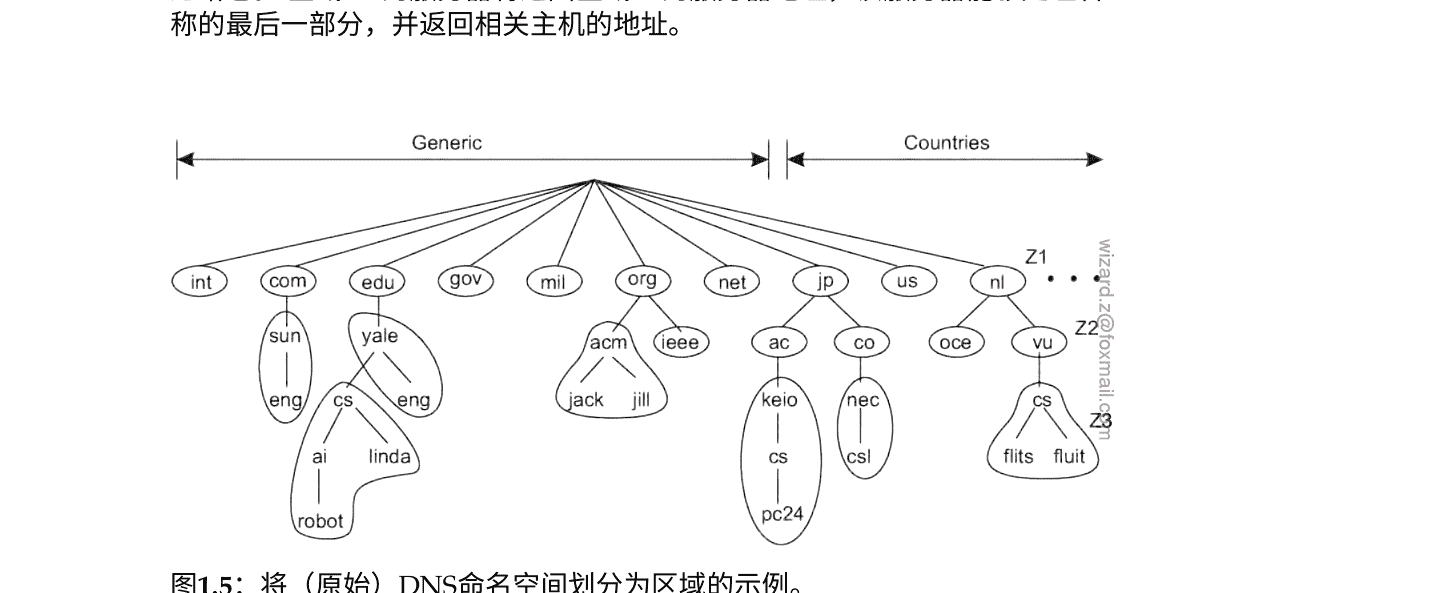 称的最后一部分，并返回相关主机的地址。
Generic
Countries
int com edu gov mil org net jp us nl Z1
sun yale acm ieee ac co oce vu Z2
eng cs eng jack jill keio nec cs Z3
ai linda cs csl flits fluit
robot pc24
wizard.z@foxmail.com
图1.5：将（原始）DNS命名空间划分为区域的示例。